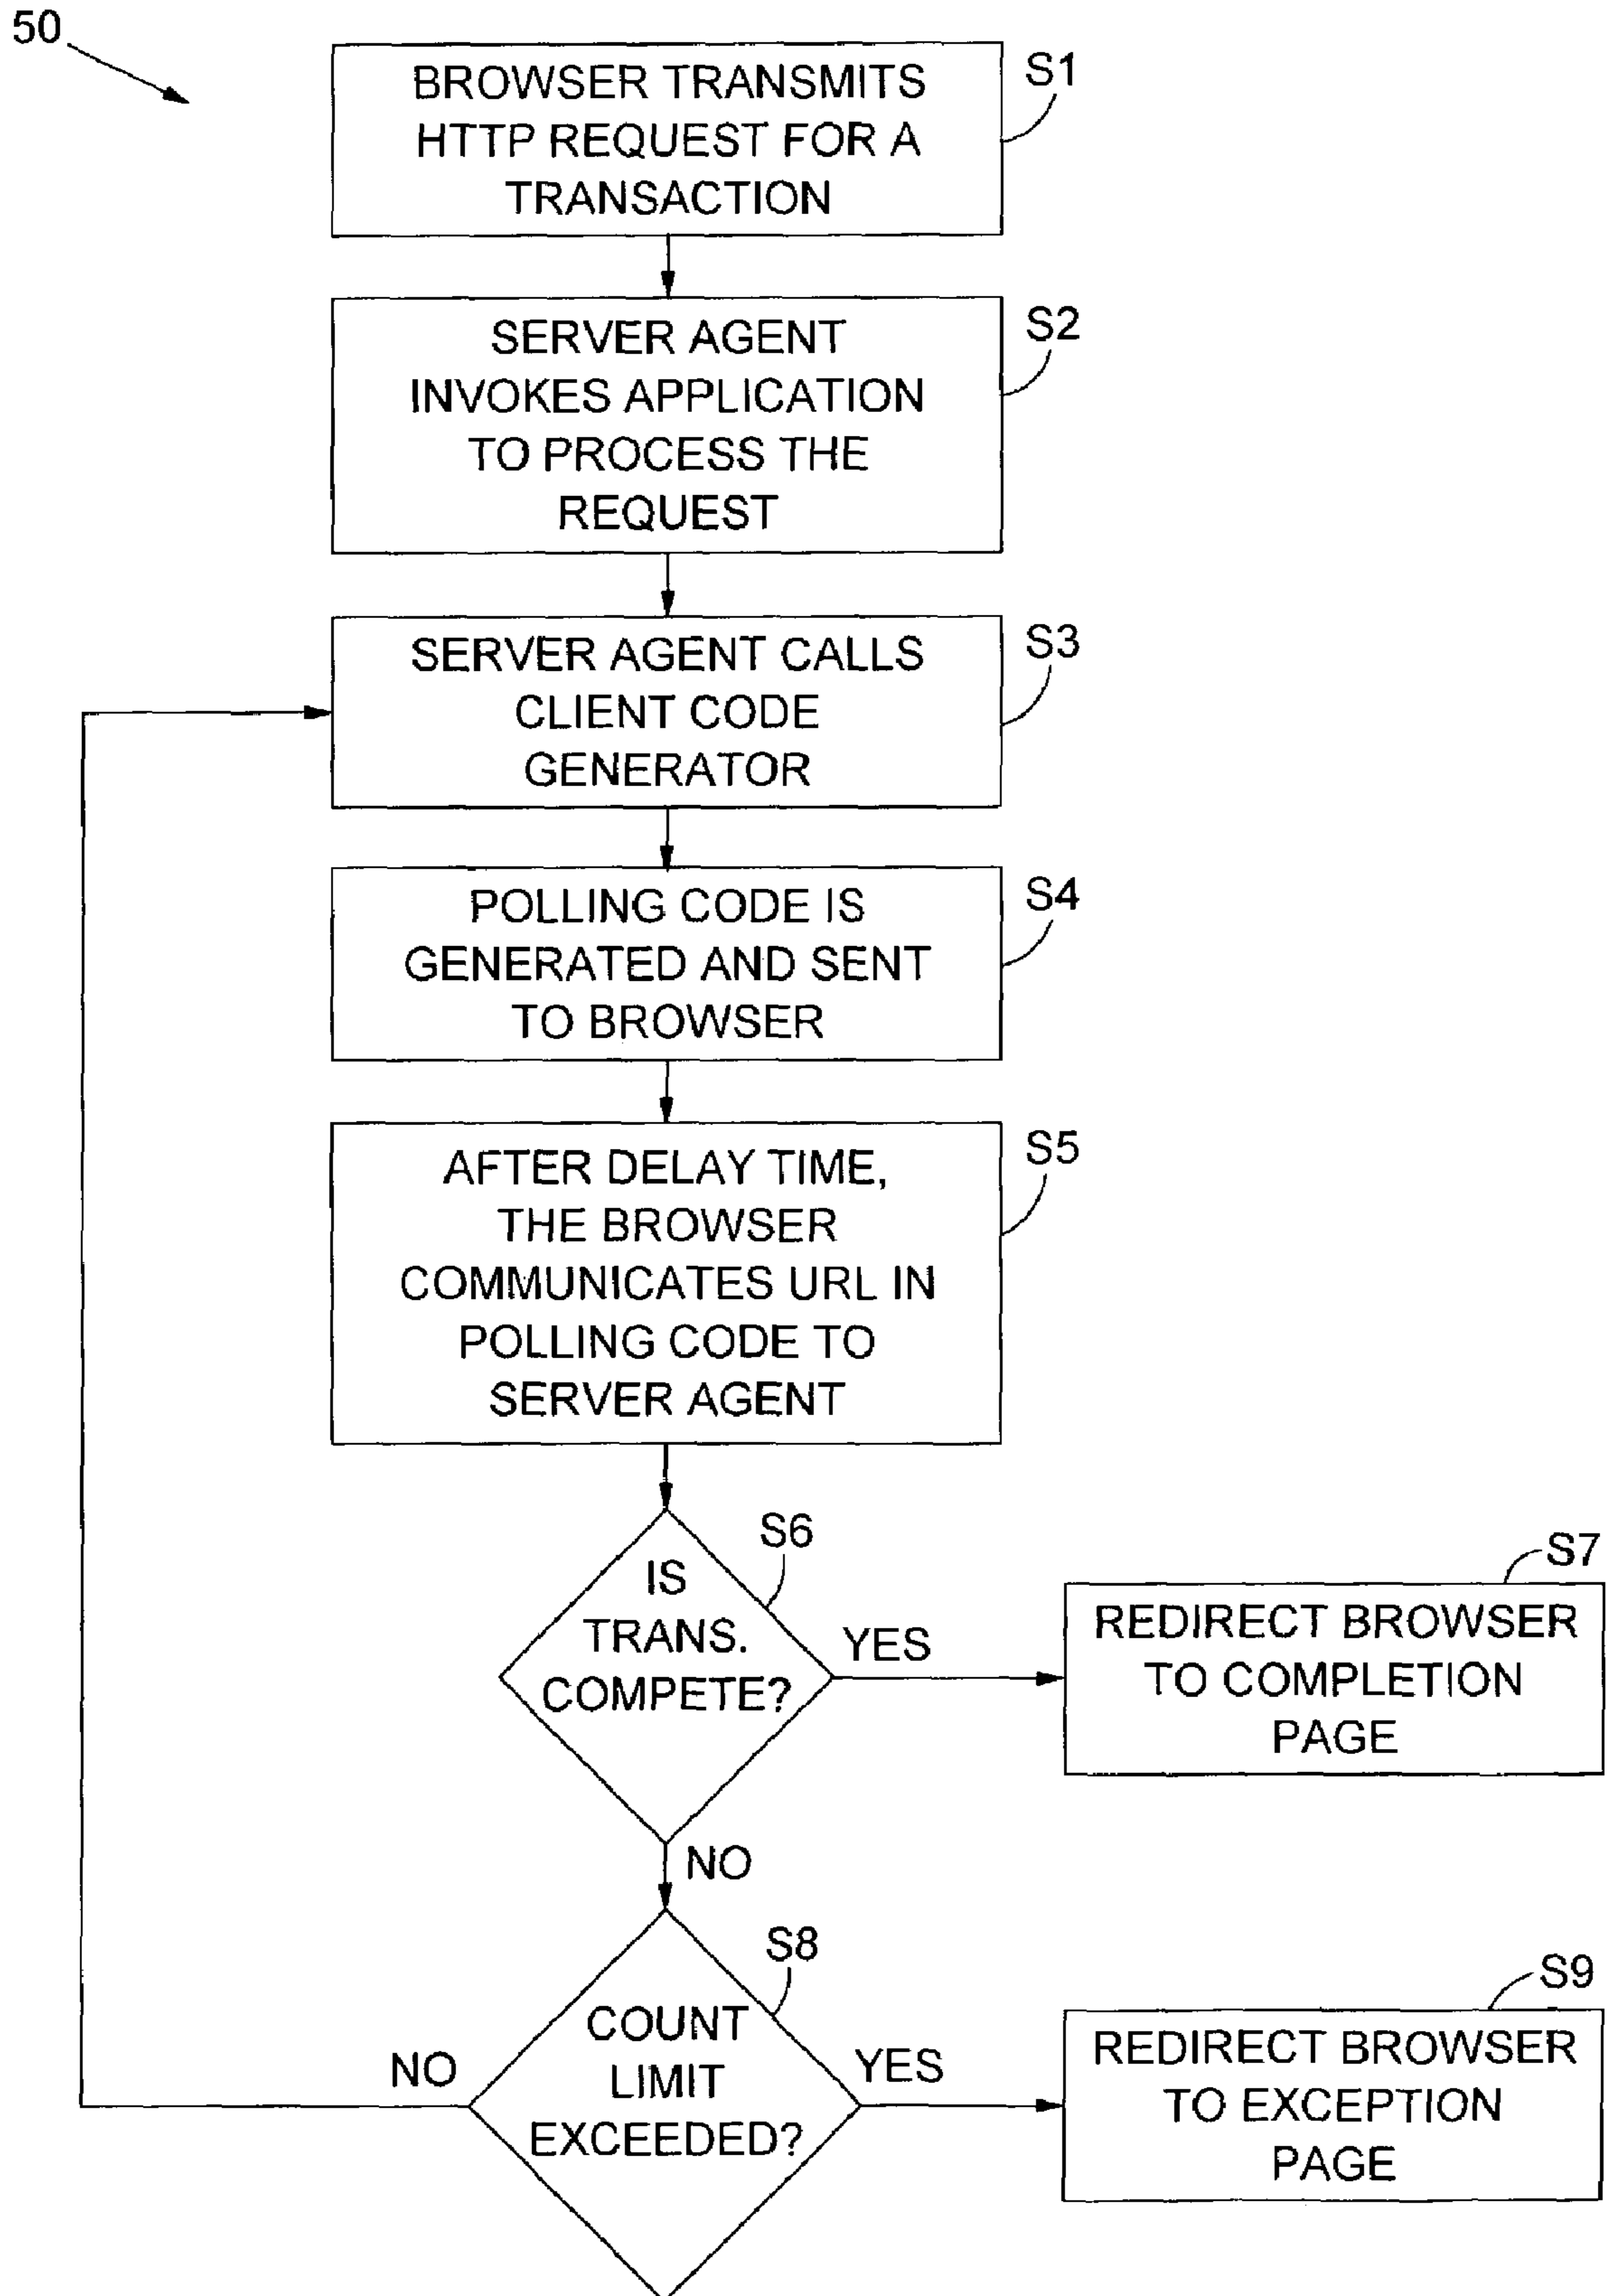 50
BROWSER TRANSMITS
HTTP REQUEST FOR A
TRANSACTION
S1
SERVER AGENT
INVOKES APPLICATION
TO PROCESS THE
REQUEST
S2
SERVER AGENT CALLS
CLIENT CODE
GENERATOR
S3
POLLING CODE IS
GENERATED AND SENT
TO BROWSER
S4
AFTER DELAY TIME,
THE BROWSER
COMMUNICATES URL IN
POLLING CODE TO
SERVER AGENT
S5
IS
TRANS.
COMPETE?
S6
YES
REDIRECT BROWSER
TO COMPLETION
PAGE
S7
NO
COUNT
LIMIT
EXCEEDED?
S8
NO
YES
REDIRECT BROWSER
TO EXCEPTION
PAGE
S9